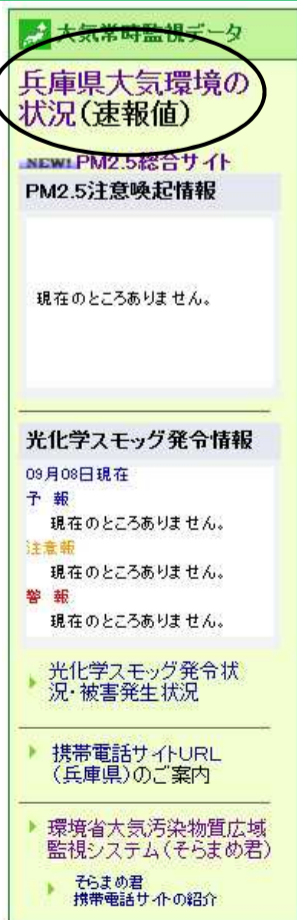 大気常時監視データ
兵庫県大気環境の
状況(速報値)
NEW! PM2.5総合サイト
PM2.5注意喚起情報
現在のところありません。
光化学スモッグ発令情報
09月08日現在
予 報
現在のところありません。
注意報
現在のところありません。
警 報
現在のところありません。
光化学スモッグ発令状
況・被害発生状況
携帯電話サイトURL
(兵庫県)のご案内
環境省大気汚染物質広域
監視システム(そらまめ君)
そらまめ君
携帯電話サイトの紹介